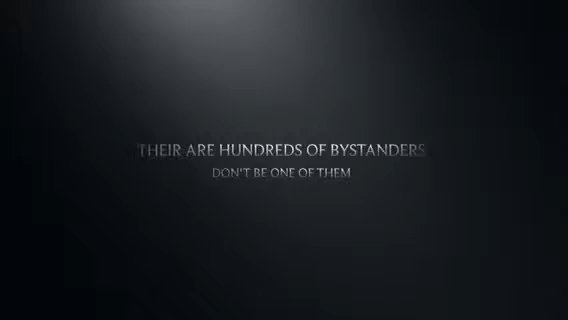 THEIR ARE HUNDREDS OF BYSTANDERS
DON'T BE ONE OF THEM